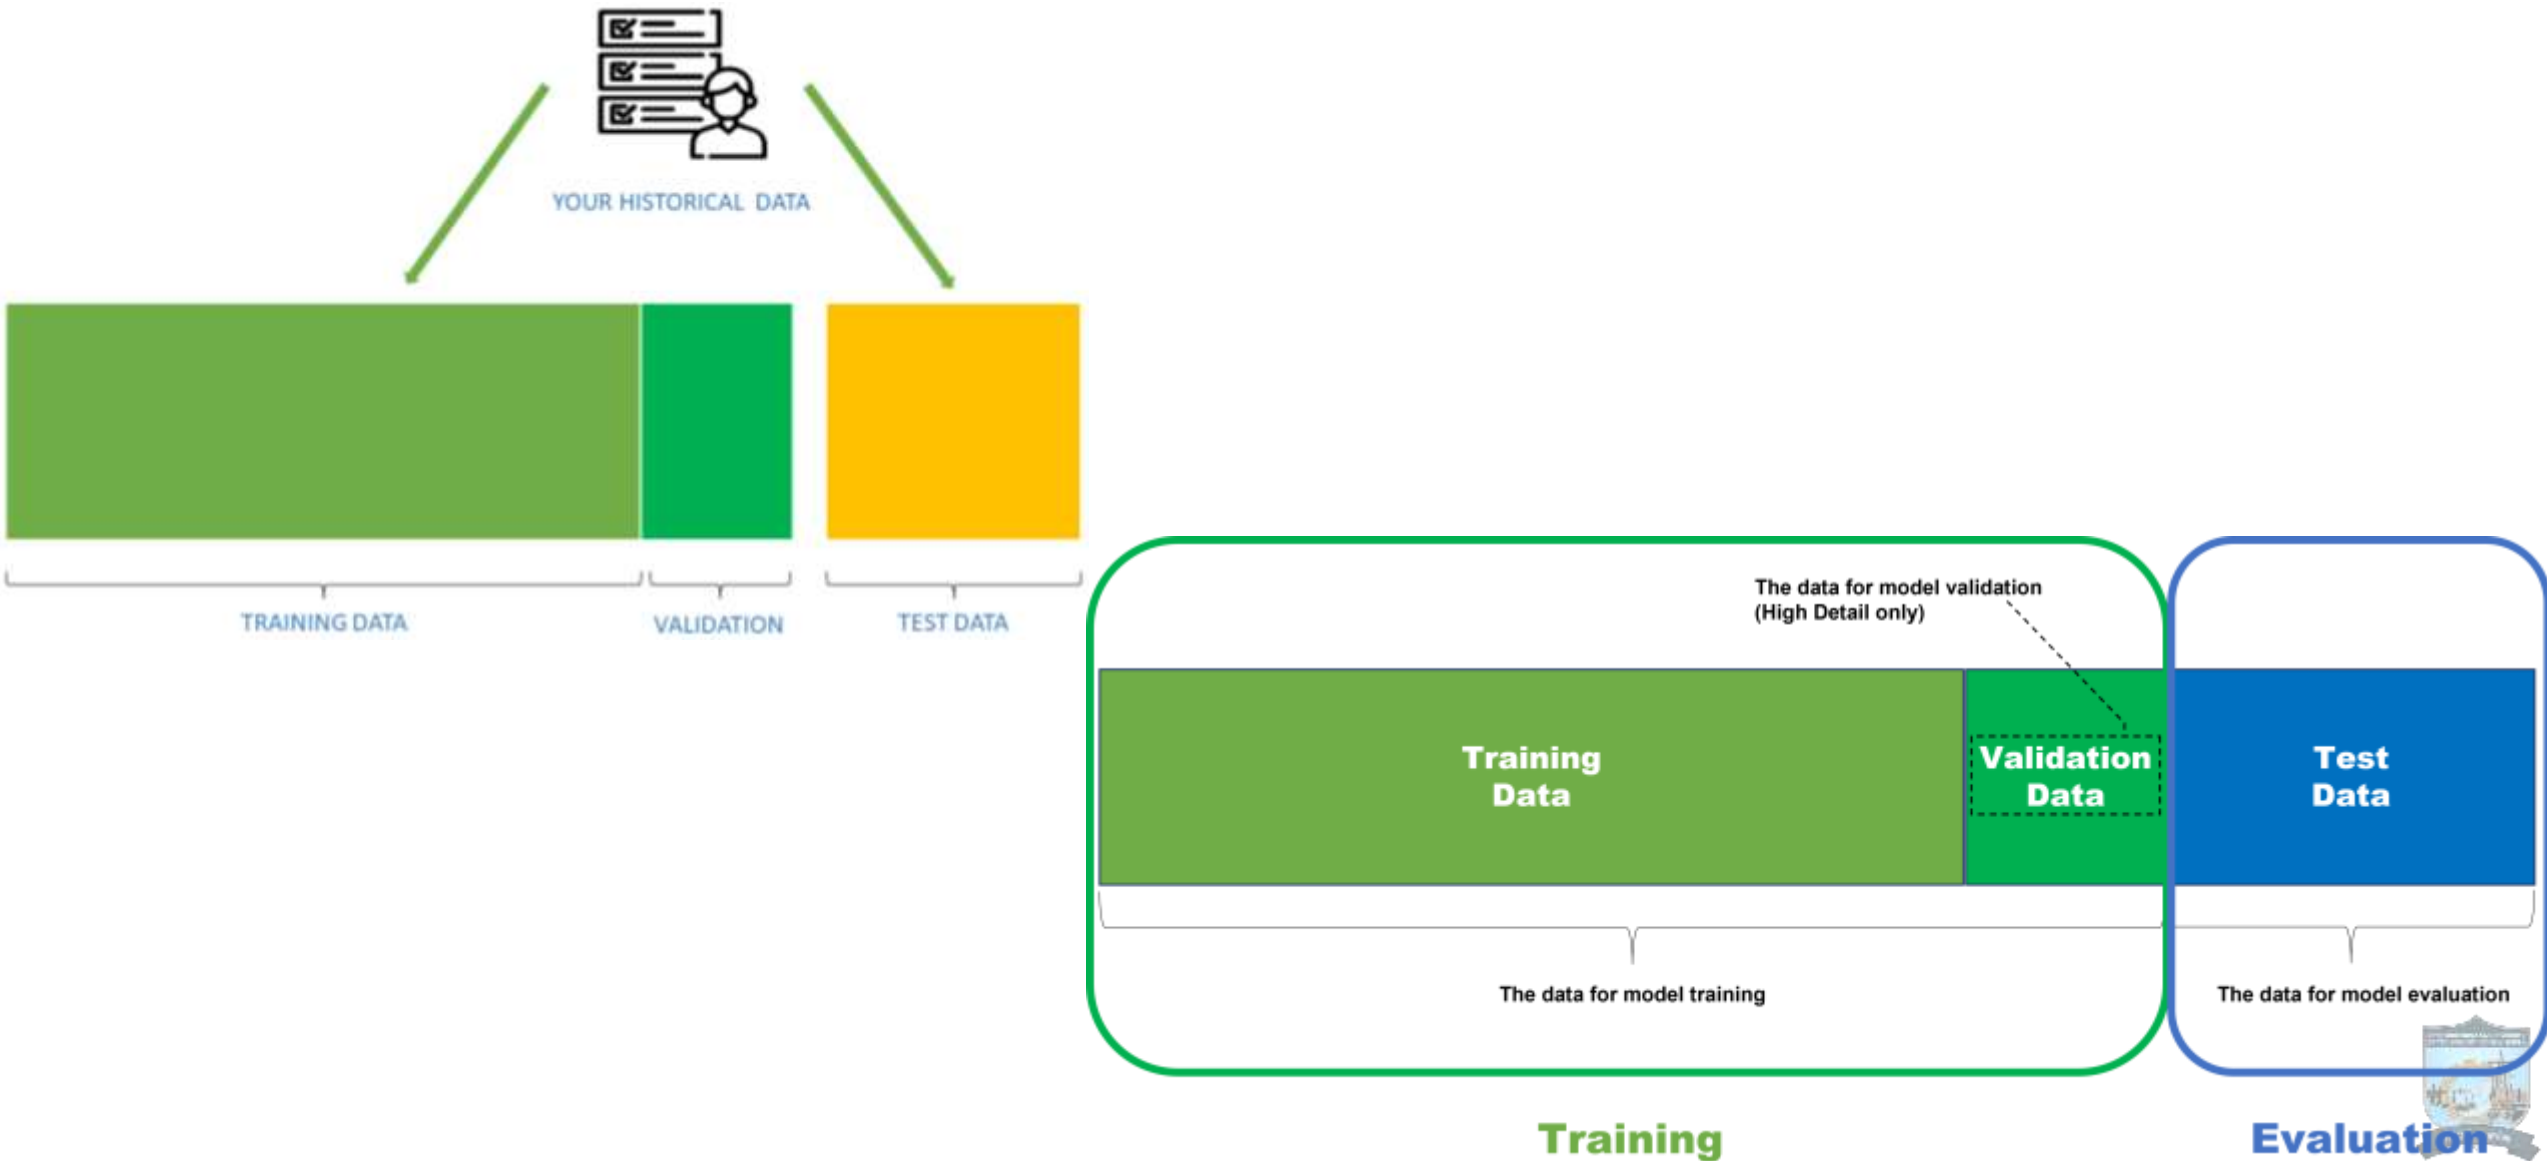 YOUR HISTORICAL DATA
TRAINING DATA
VALIDATION
TEST DATA
The data for model validation
(High Detail only)
Training
Data
Validation
Data
Test
Data
The data for model training
The data for model evaluation
Training
Evaluation